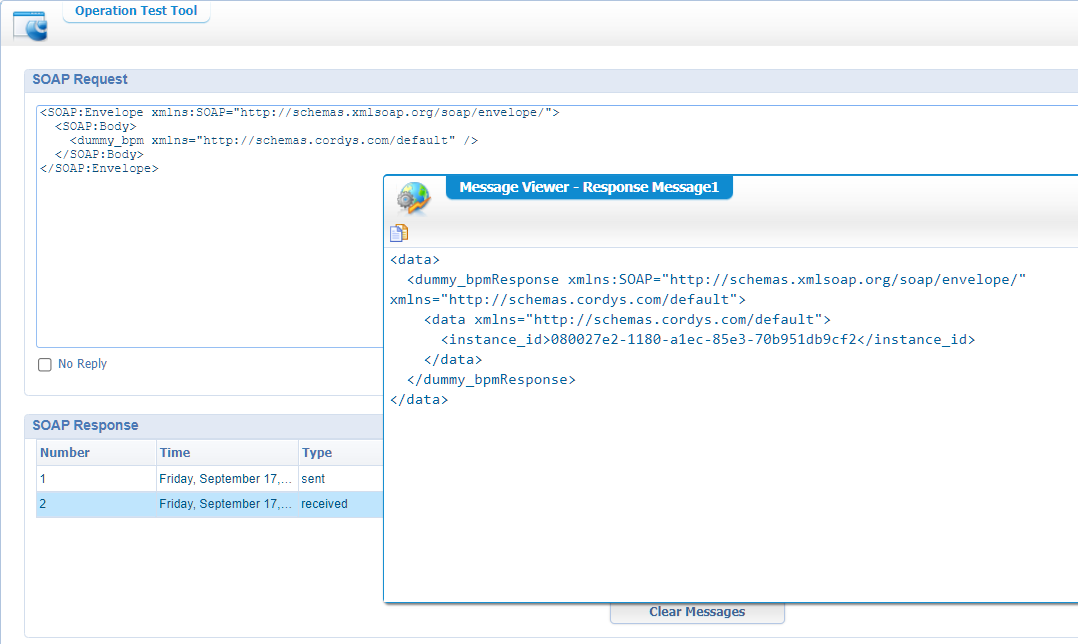 Operation Test Tool
SOAP Request
<SOAP:Envelope xmlns:SOAP="http://schemas.xmlsoap.org/soap/envelope/">
  <SOAP:Body>
    <dummy_bpm xmlns="http://schemas.cordys.com/default" />
  </SOAP:Body>
</SOAP:Envelope>
No Reply
SOAP Response
Number Time Type
1 Friday, September 17,... sent
2 Friday, September 17,... received
Message Viewer - Response Message1
<data>
  <dummy_bpmResponse xmlns:SOAP="http://schemas.xmlsoap.org/soap/envelope/"
xmlns="http://schemas.cordys.com/default">
    <data xmlns="http://schemas.cordys.com/default">
      <instance_id>080027e2-1180-a1ec-85e3-70b951db9cf2</instance_id>
    </data>
  </dummy_bpmResponse>
</data>
Clear Messages